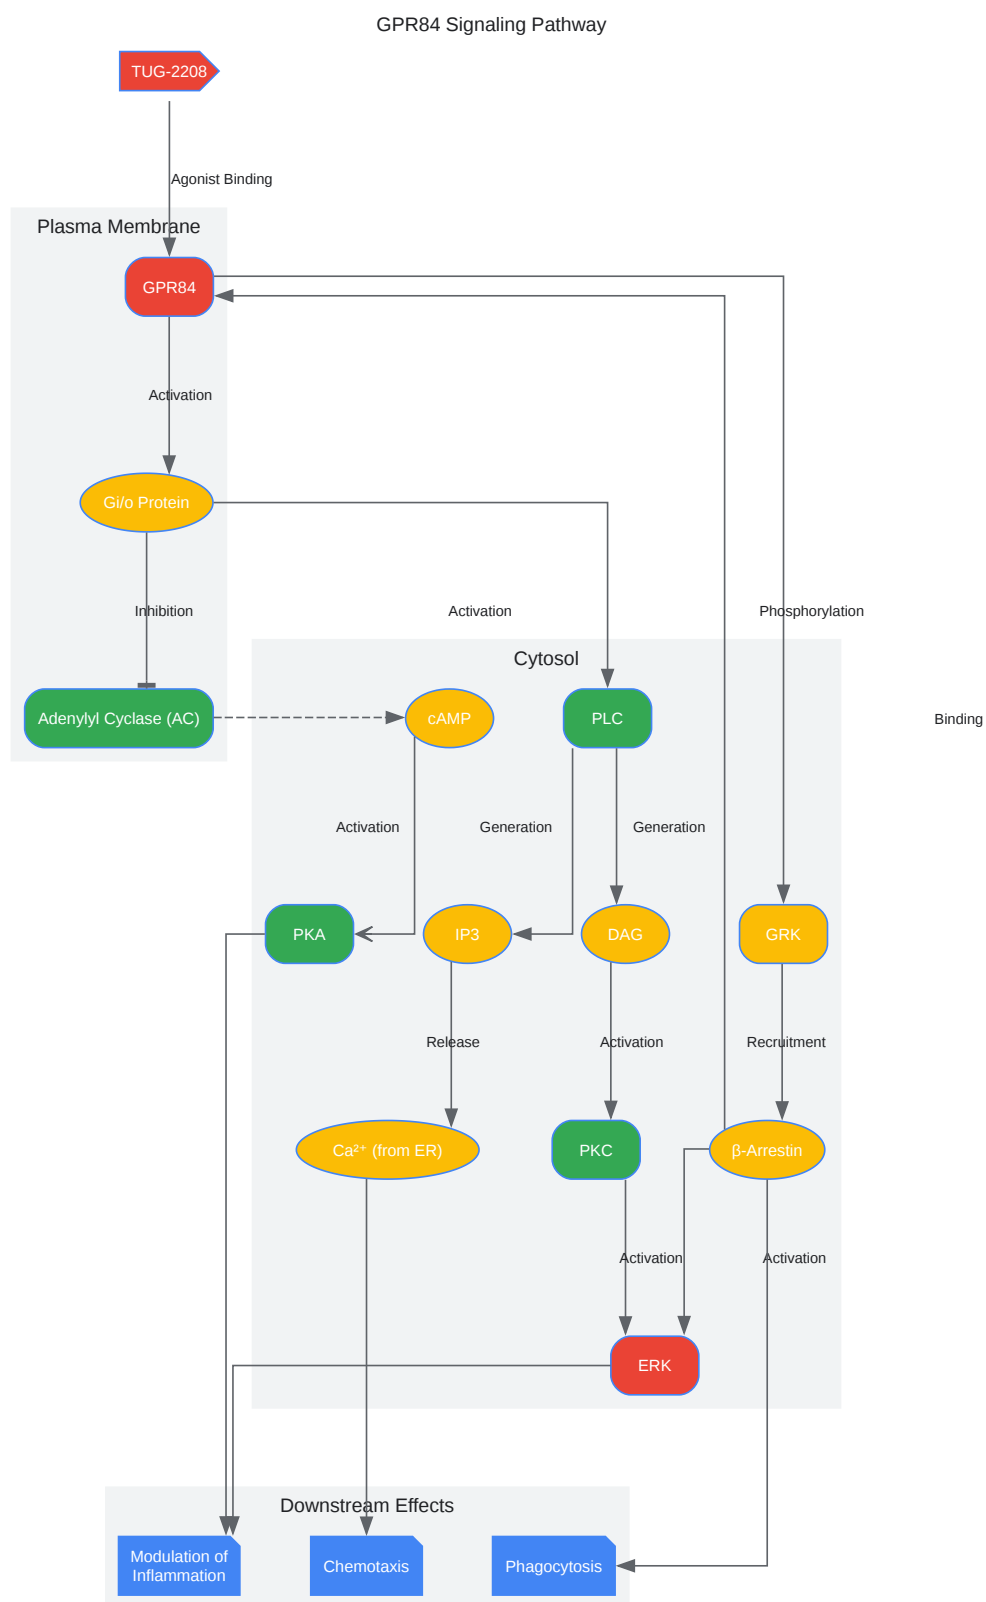 GPR84 Signaling Pathway
TUG-2208
Agonist Binding
Plasma Membrane
GPR84
Activation
Gi/o Protein
Inhibition
Activation
Phosphorylation
Cytosol
Adenylyl Cyclase (AC)
cAMP
PLC
Binding
Activation
Generation
Generation
PKA
IP3
DAG
GRK
Release
Activation
Recruitment
Ca²⁺ (from ER)
PKC
β-Arrestin
Activation
Activation
ERK
Downstream Effects
Modulation of
Inflammation
Chemotaxis
Phagocytosis